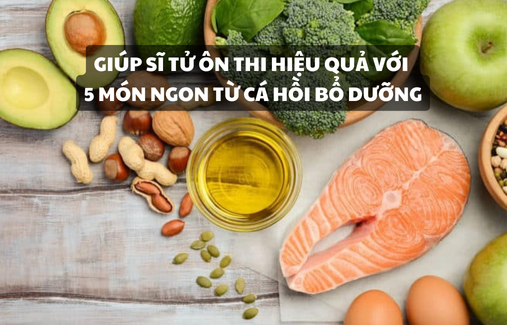 GIÚP SĨ TỬ ÔN THI HIỆU QUẢ VỚI
5 MÓN NGON TỪ CÁ HỒI BỔ DƯỠNG